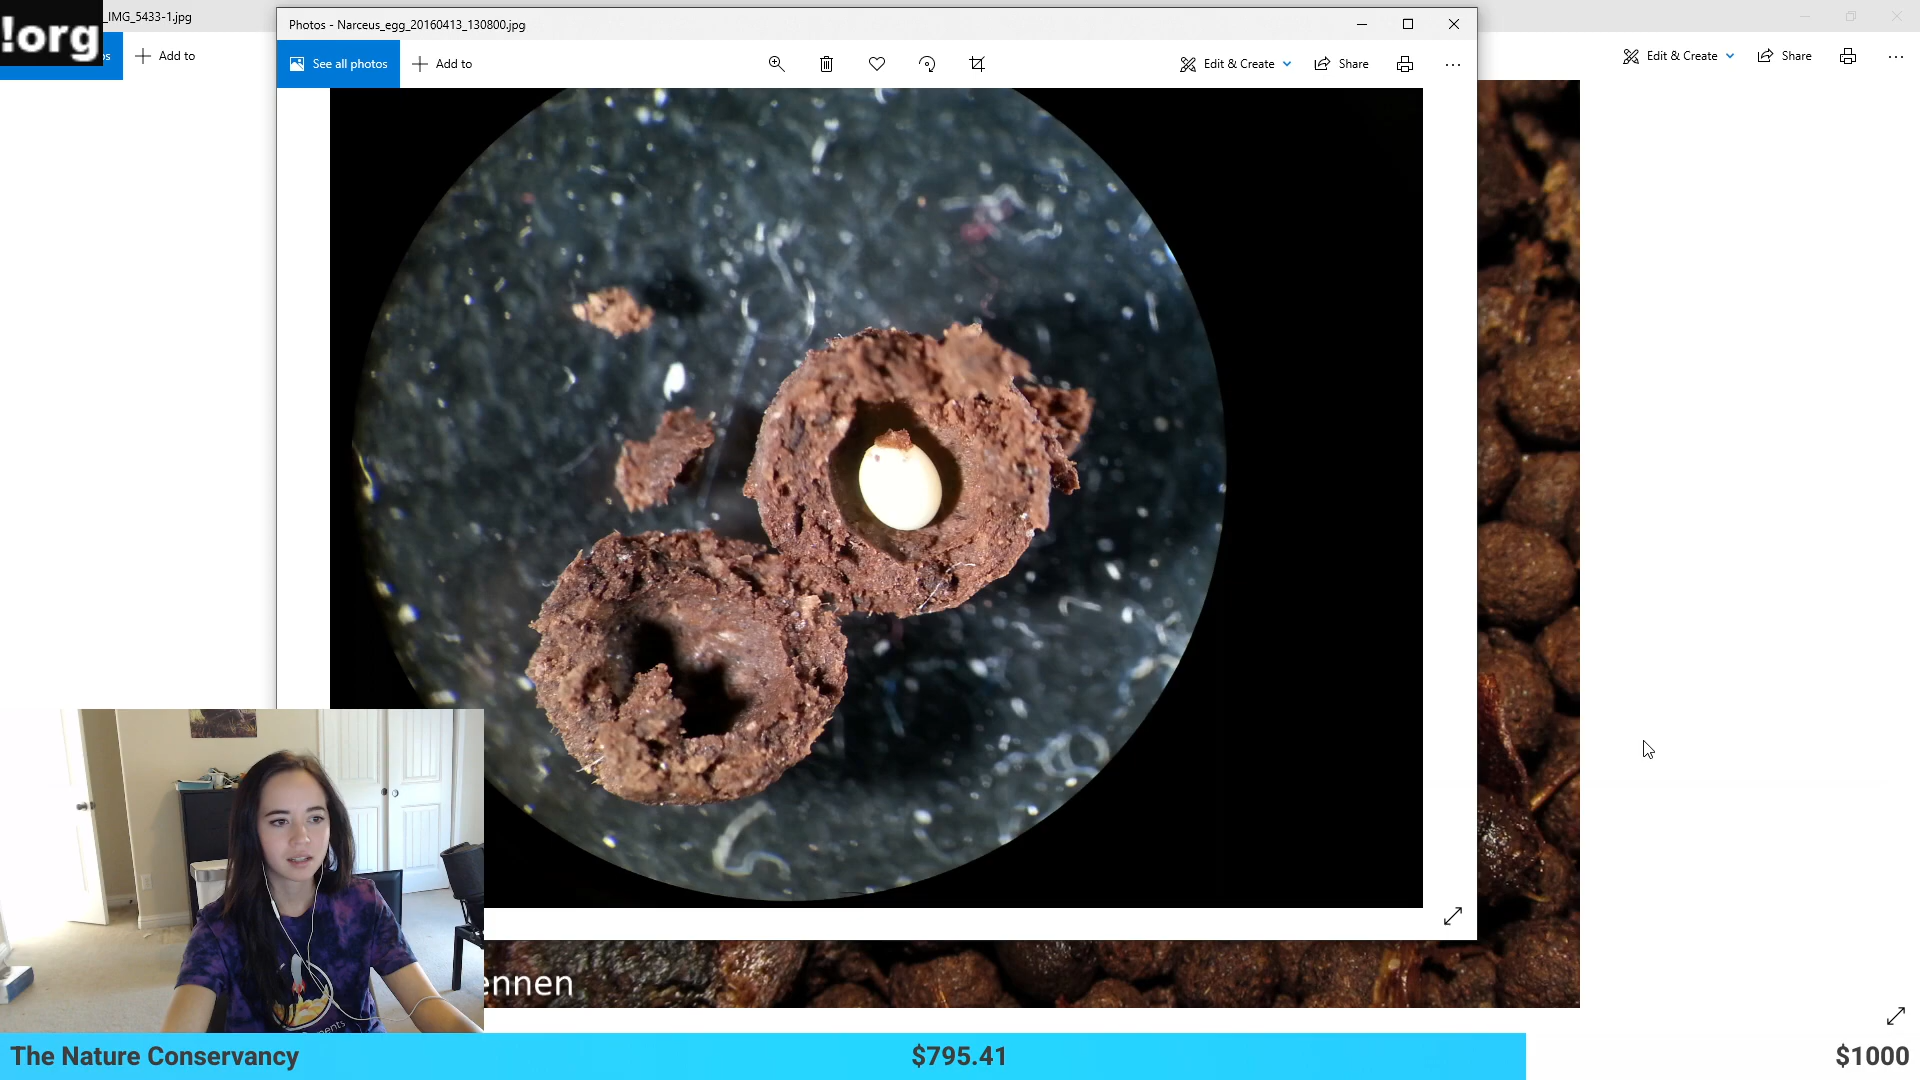 _IMG_5433-1.jpg
!org
os
Add to
Edit & Create
Share
Photos - Narceus_egg_20160413_130800.jpg
See all photos
Add to
Edit & Create
Share
ennen
The Nature Conservancy
$795.41
$1000